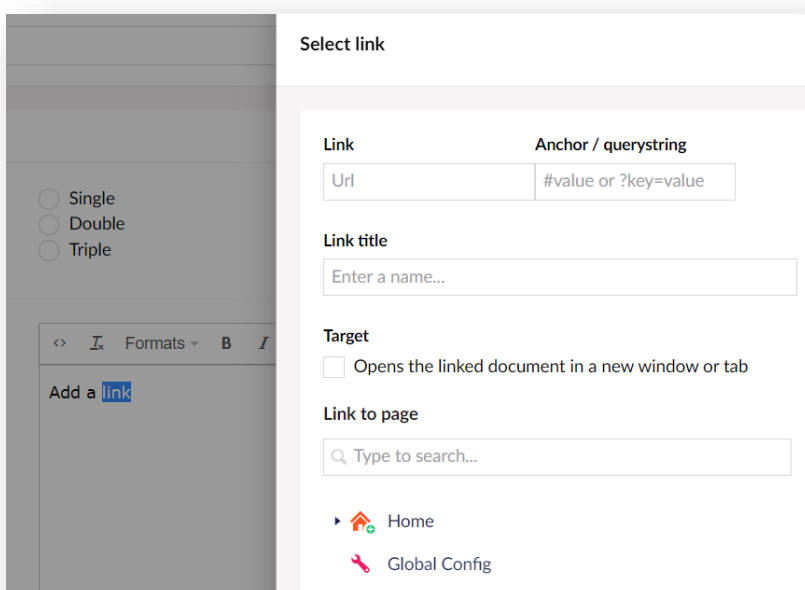 Select link
Link
Anchor / querystring
Url
#value or ?key=value
Link title
Enter a name...
Target
Opens the linked document in a new window or tab
Link to page
Type to search...
Home
Global Config
Single
Double
Triple
<> Tx Formats B I
Add a link